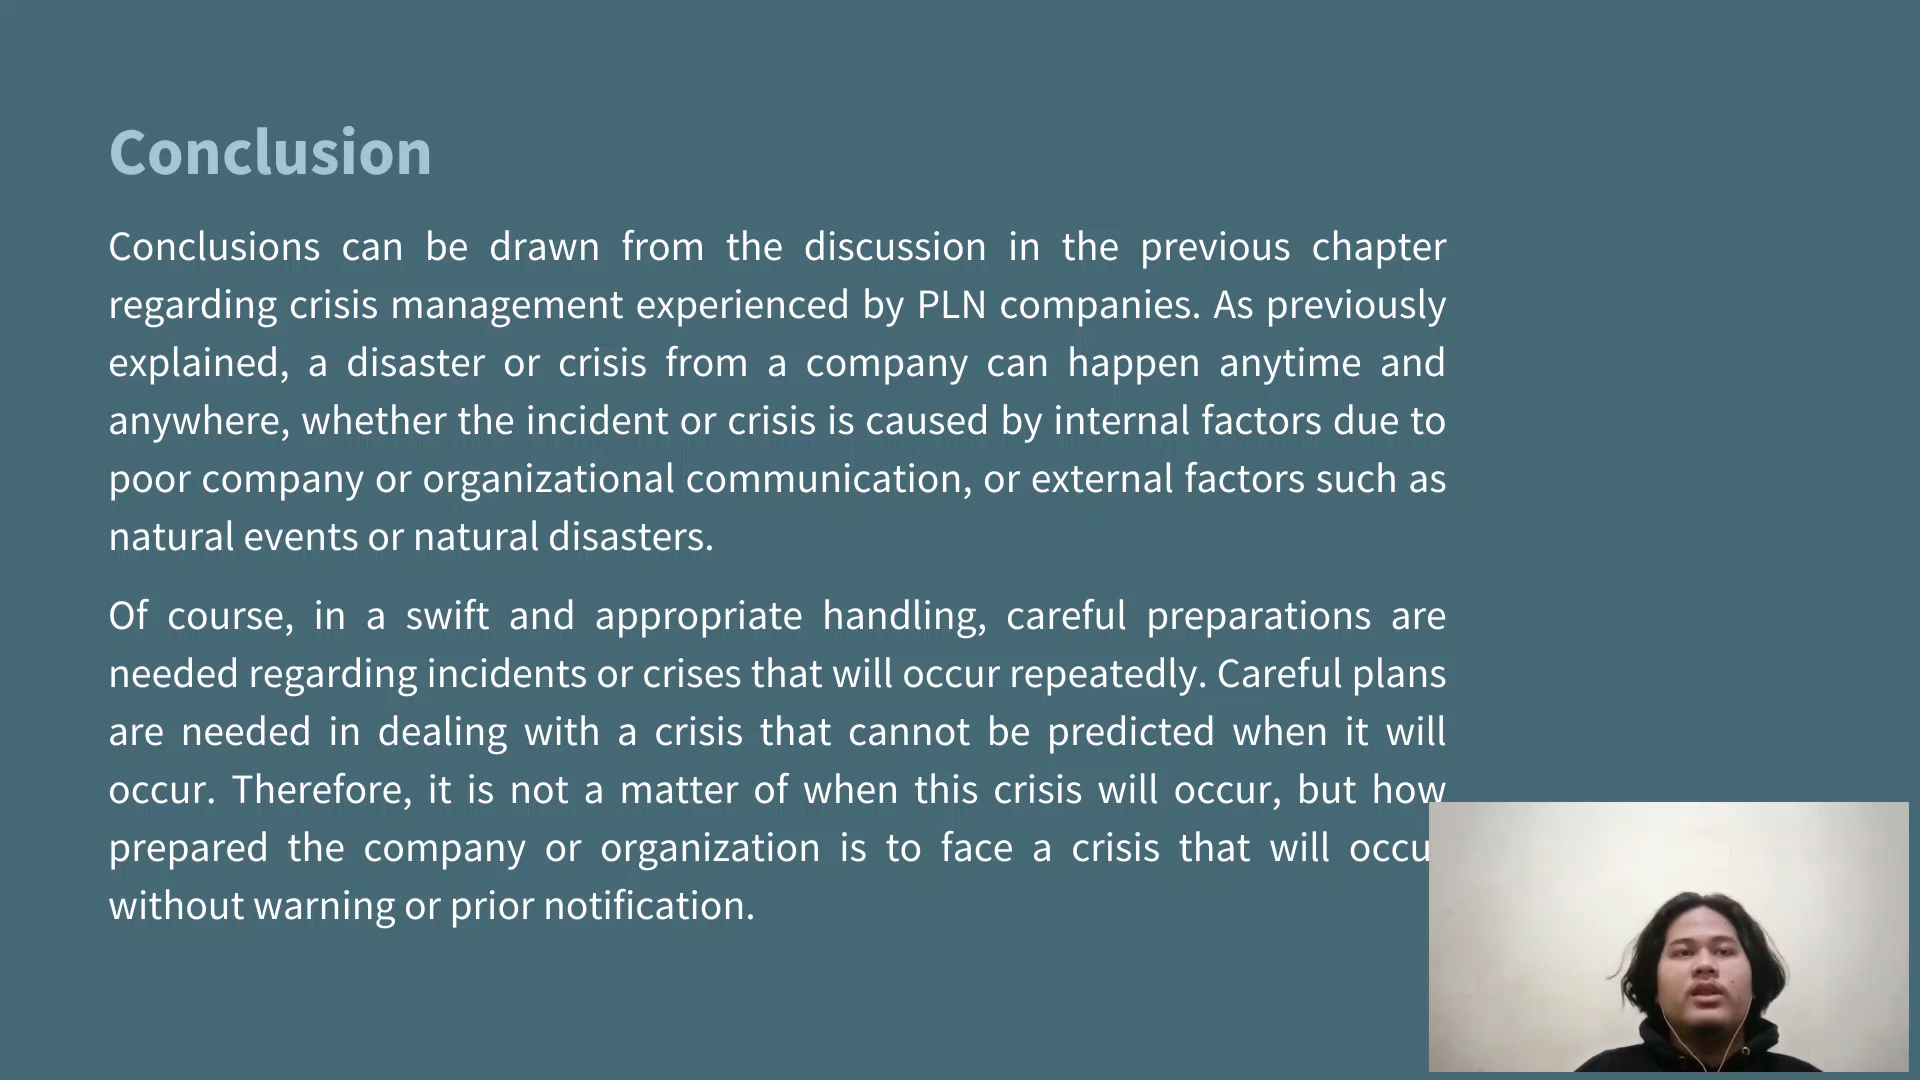 Conclusion
Conclusions can be drawn from the discussion in the previous chapter
regarding crisis management experienced by PLN companies. As previously
explained, a disaster or crisis from a company can happen anytime and
anywhere, whether the incident or crisis is caused by internal factors due to
poor company or organizational communication, or external factors such as
natural events or natural disasters.
Of course, in a swift and appropriate handling, careful preparations are
needed regarding incidents or crises that will occur repeatedly. Careful plans
are needed in dealing with a crisis that cannot be predicted when it will
occur. Therefore, it is not a matter of when this crisis will occur, but how
prepared the company or organization is to face a crisis that will occu
without warning or prior notification.